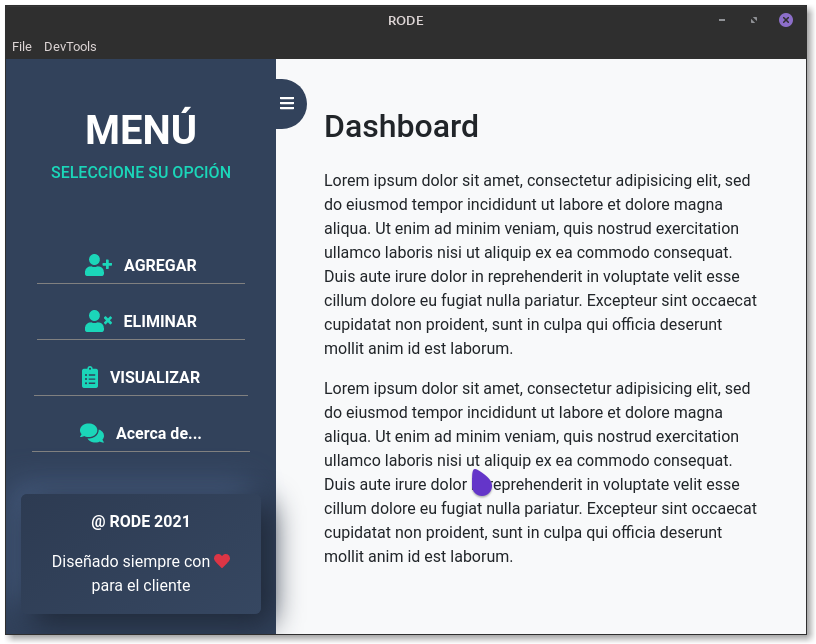 RODE
File DevTools
MENÚ
SELECCIONE SU OPCIÓN
AGREGAR
ELIMINAR
VISUALIZAR
Acerca de...
@ RODE 2021
Diseñado siempre con
para el cliente
Dashboard
Lorem ipsum dolor sit amet, consectetur adipisicing elit, sed
do eiusmod tempor incididunt ut labore et dolore magna
aliqua. Ut enim ad minim veniam, quis nostrud exercitation
ullamco laboris nisi ut aliquip ex ea commodo consequat.
Duis aute irure dolor in reprehenderit in voluptate velit esse
cillum dolore eu fugiat nulla pariatur. Excepteur sint occaecat
cupidatat non proident, sunt in culpa qui officia deserunt
mollit anim id est laborum.
Lorem ipsum dolor sit amet, consectetur adipisicing elit, sed
do eiusmod tempor incididunt ut labore et dolore magna
aliqua. Ut enim ad minim veniam, quis nostrud exercitation
ullamco laboris nisi ut aliquip ex ea commodo consequat.
Duis aute irure dolor reprehenderit in voluptate velit esse
cillum dolore eu fugiat nulla pariatur. Excepteur sint occaecat
cupidatat non proident, sunt in culpa qui officia deserunt
mollit anim id est laborum.